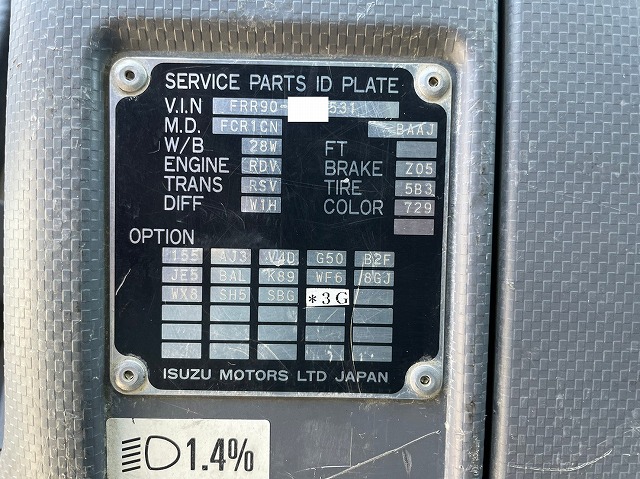 SERVICE PARTS ID PLATE
V.I.N FRR90- 531
M.D. FCR1CN -BAAJ
W/B 28W FT
ENGINE RDV BRAKE Z05
TRANS RSV TIRE 5B3
DIFF W1H COLOR 729
OPTION
155 AJ3 V4D G50 B2F
JE5 BAL K89 WF6 8GJ
WX8 SH5 SBG *3G
ISUZU MOTORS LTD JAPAN
1.4%